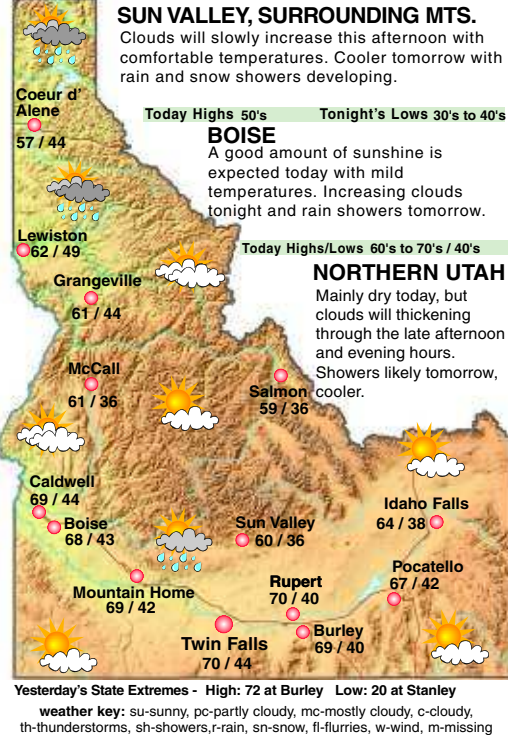 SUN VALLEY, SURROUNDING MTS.
Clouds will slowly increase this afternoon with
comfortable temperatures. Cooler tomorrow with
rain and snow showers developing.
Today Highs 50's Tonight's Lows 30's to 40's
BOISE
A good amount of sunshine is
expected today with mild
temperatures. Increasing clouds
tonight and rain showers tomorrow.
Today Highs/Lows 60's to 70's / 40's
NORTHERN UTAH
Mainly dry today, but
clouds will thickening
through the late afternoon
and evening hours.
Showers likely tomorrow,
cooler.
Coeur d'
Alene
57 / 44
Lewiston
62 / 49
Grangeville
61 / 44
McCall
61 / 36
Salmon
59 / 36
Caldwell
69 / 44
Boise
68 / 43
Sun Valley
60 / 36
Idaho Falls
64 / 38
Mountain Home
69 / 42
Rupert
70 / 40
Pocatello
67 / 42
Twin Falls
70 / 44
Burley
69 / 40
Yesterday's State Extremes - High: 72 at Burley Low: 20 at Stanley
weather key: su-sunny, pc-partly cloudy, mc-mostly cloudy, c-cloudy,
th-thunderstorms, sh-showers,r-rain, sn-snow, fl-flurries, w-wind, m-missing